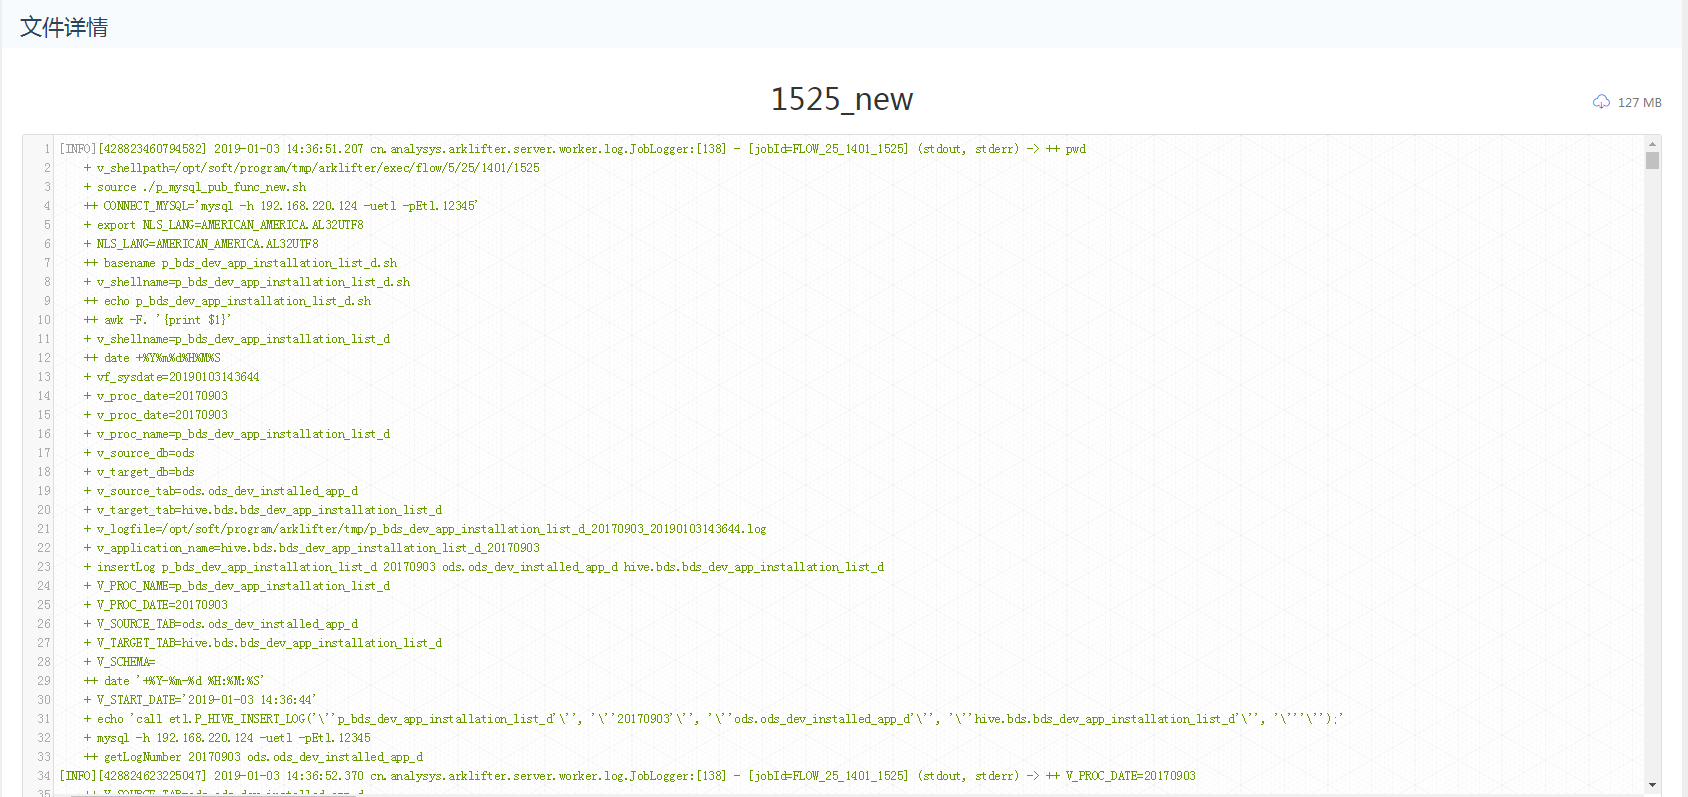 文件详情
1525_new
127 MB
1 [INFO][428823460794582] 2019-01-03 14:36:51.207 cn.analysys.arklifter.server.worker.log.JobLogger:[138] - [jobId=FLOW_25_1401_1525] (stdout, stderr) -> ++ pwd
2 + v_shellpath=/opt/soft/program/tmp/arklifter/exec/flow/5/25/1401/1525
3 + source ./p_mysql_pub_func_new.sh
4 ++ CONNECT_MYSQL='mysql -h 192.168.220.124 -uetl -pEtl.12345'
5 + export NLS_LANG=AMERICAN_AMERICA.AL32UTF8
6 + NLS_LANG=AMERICAN_AMERICA.AL32UTF8
7 ++ basename p_bds_dev_app_installation_list_d.sh
8 + v_shellname=p_bds_dev_app_installation_list_d.sh
9 ++ echo p_bds_dev_app_installation_list_d.sh
10 ++ awk -F. '{print $1}'
11 + v_shellname=p_bds_dev_app_installation_list_d
12 ++ date +%Y%m%d%H%M%S
13 + vf_sysdate=20190103143644
14 + v_proc_date=20170903
15 + v_proc_date=20170903
16 + v_proc_name=p_bds_dev_app_installation_list_d
17 + v_source_db=ods
18 + v_target_db=bds
19 + v_source_tab=ods.ods_dev_installed_app_d
20 + v_target_tab=hive.bds.bds_dev_app_installation_list_d
21 + v_logfile=/opt/soft/program/arklifter/tmp/p_bds_dev_app_installation_list_d_20170903_20190103143644.log
22 + v_application_name=hive.bds.bds_dev_app_installation_list_d_20170903
23 + insertLog p_bds_dev_app_installation_list_d 20170903 ods.ods_dev_installed_app_d hive.bds.bds_dev_app_installation_list_d
24 + V_PROC_NAME=p_bds_dev_app_installation_list_d
25 + V_PROC_DATE=20170903
26 + V_SOURCE_TAB=ods.ods_dev_installed_app_d
27 + V_TARGET_TAB=hive.bds.bds_dev_app_installation_list_d
28 + V_SCHEMA=
29 ++ date '+%Y-%m-%d %H:%M:%S'
30 + V_START_DATE='2019-01-03 14:36:44'
31 + echo 'call etl.P_HIVE_INSERT_LOG('\''p_bds_dev_app_installation_list_d'\'', '\''20170903'\'', '\''ods.ods_dev_installed_app_d'\'', '\''hive.bds.bds_dev_app_installation_list_d'\'', '\'''\'');'
32 + mysql -h 192.168.220.124 -uetl -pEtl.12345
33 ++ getLogNumber 20170903 ods.ods_dev_installed_app_d
34 [INFO][428824623225047] 2019-01-03 14:36:52.370 cn.analysys.arklifter.server.worker.log.JobLogger:[138] - [jobId=FLOW_25_1401_1525] (stdout, stderr) -> ++ V_PROC_DATE=20170903
35 ++ V_SOURCE_TAB=ods.ods_dev_installed_app_d